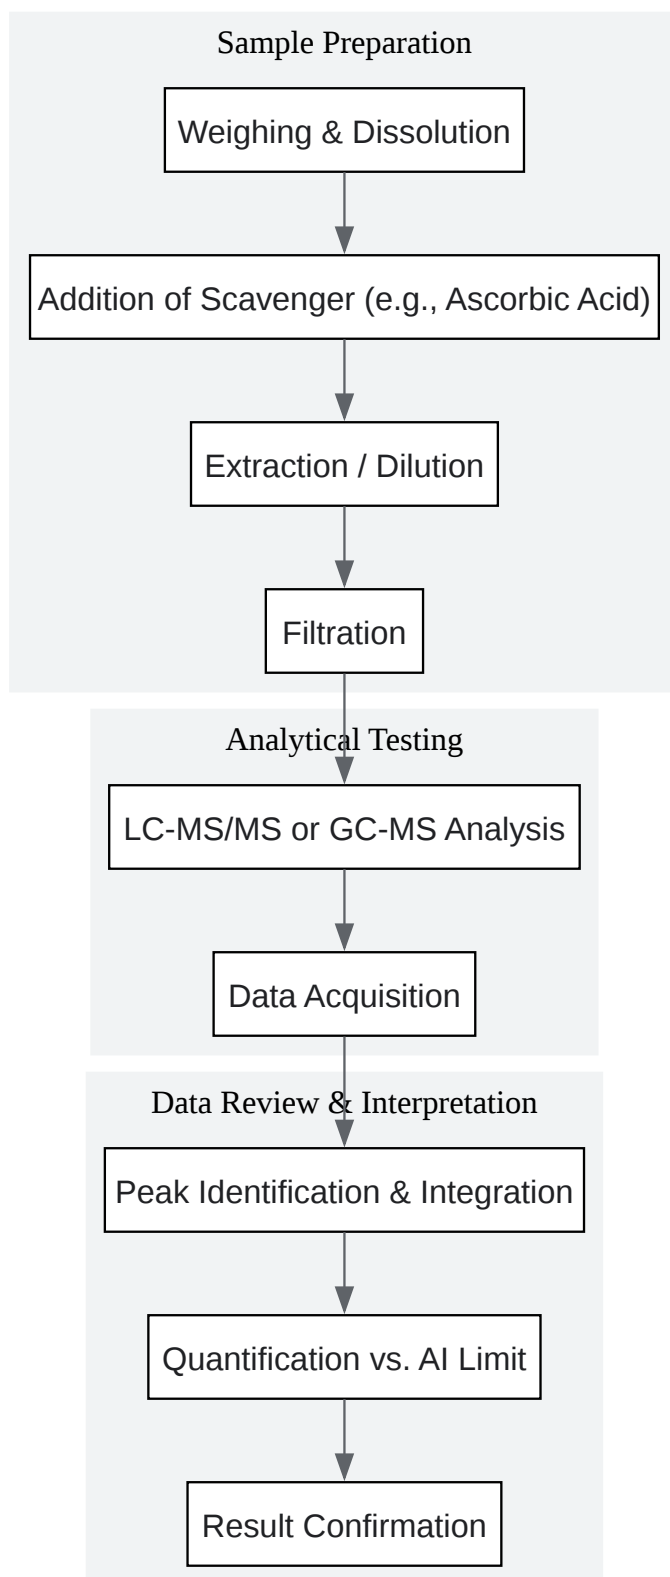 Sample Preparation
Weighing & Dissolution
Addition of Scavenger (e.g., Ascorbic Acid)
Extraction / Dilution
Filtration
Analytical Testing
LC-MS/MS or GC-MS Analysis
Data Acquisition
Data Review & Interpretation
Peak Identification & Integration
Quantification vs. AI Limit
Result Confirmation